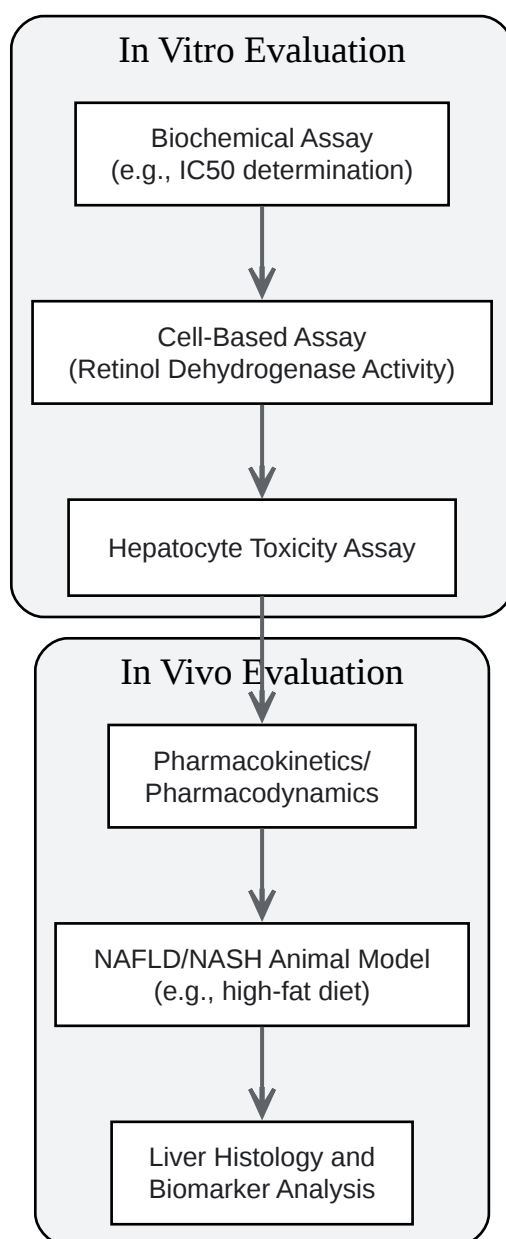 In Vitro Evaluation
Biochemical Assay
(e.g., IC50 determination)
Cell-Based Assay
(Retinol Dehydrogenase Activity)
Hepatocyte Toxicity Assay
In Vivo Evaluation
Pharmacokinetics/
Pharmacodynamics
NAFLD/NASH Animal Model
(e.g., high-fat diet)
Liver Histology and
Biomarker Analysis